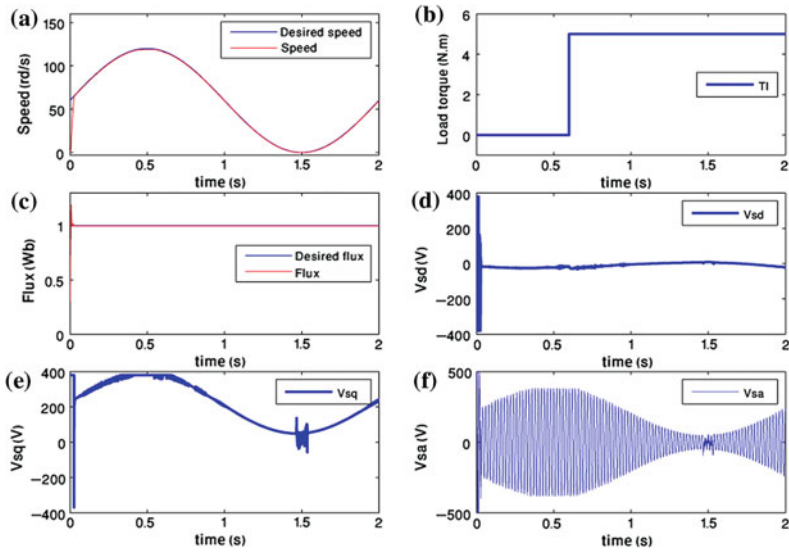 (a)
150
100
50
0
Speed (rd/s)
Desired speed
Speed
0 0.5 1 1.5 2
time (s)
(b)
6
4
2
0
Load torque (N.m)
Tl
0 0.5 1 1.5 2
time (s)
(c)
1
0.5
0
Flux (Wb)
Desired flux
Flux
0 0.5 1 1.5 2
time (s)
(d)
400
200
0
−200
−400
Vsd (V)
Vsd
0 0.5 1 1.5 2
time (s)
(e)
400
200
0
−200
−400
Vsq (V)
Vsq
0 0.5 1 1.5 2
time (s)
(f)
500
0
−500
Vsa (V)
Vsa
0 0.5 1 1.5 2
time (s)